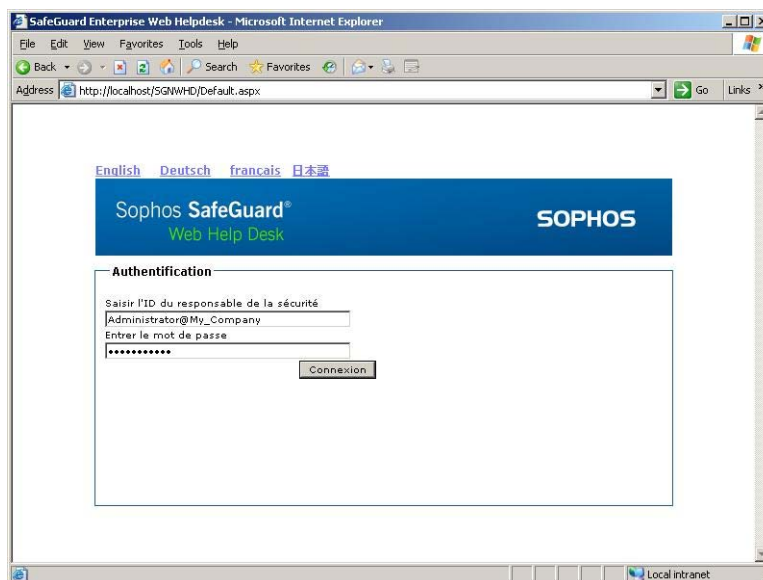 SafeGuard Enterprise Web Helpdesk - Microsoft Internet Explorer
File Edit View Favorites Tools Help
Back Search Favorites
Address http://localhost/SGNWHD/Default.aspx Go Links »
English Deutsch francais 日本語
Sophos SafeGuard®
Web Help Desk
SOPHOS
Authentification
Saisir l'ID du responsable de la sécurité
Administrator@My_Company
Entrer le mot de passe
•••••••••••
Connexion
Local intranet